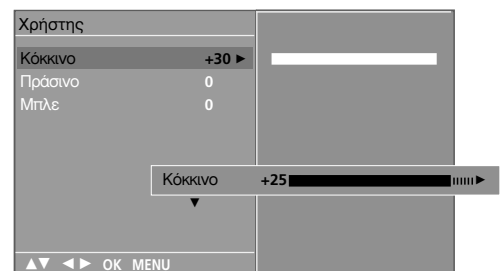 Χρήστης
Κόκκινο +30 ►
Πράσινο 0
Μπλε 0
Κόκκινο +25 ►
▼
▲▼ ◄► OK MENU